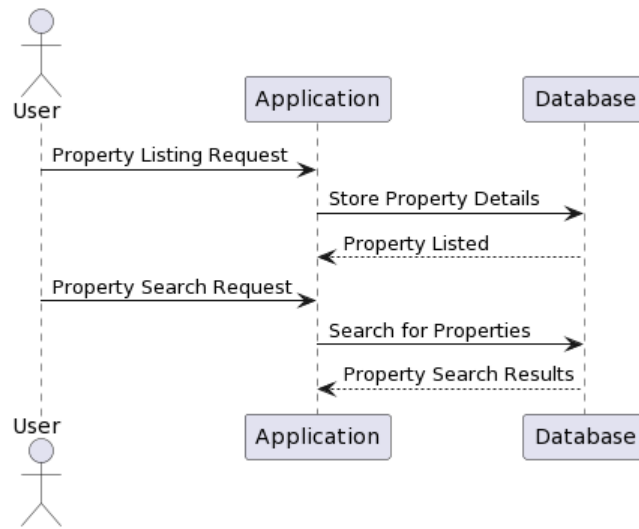 User
Application
Database
Property Listing Request
Store Property Details
Property Listed
Property Search Request
Search for Properties
Property Search Results
User
Application
Database